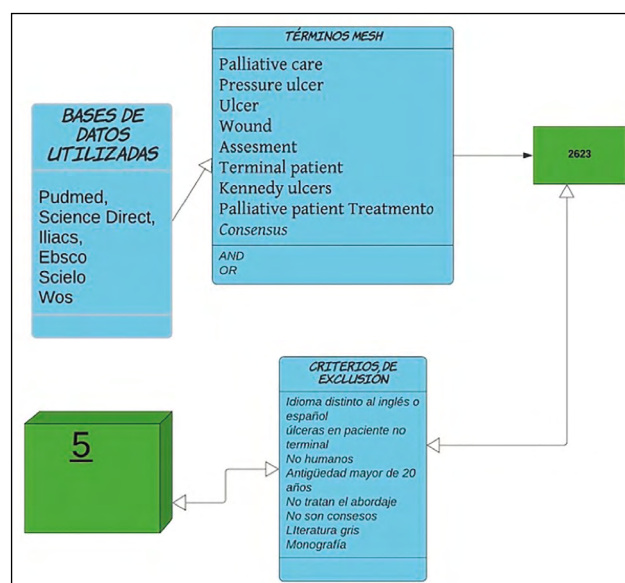 BASES DE
DATOS
UTILIZADAS
Pudmed,
Science Direct,
Iliacs,
Ebsco
Scielo
Wos
TÉRMINOS MESH
Palliative care
Pressure ulcer
Ulcer
Wound
Assesment
Terminal patient
Kennedy ulcers
Palliative patient Treatmento
Consensus
AND
OR
2623
CRITERIOS DE
EXCLUSIÓN
Idioma distinto al inglés o
español
úlceras en paciente no
terminal
No humanos
Antigüedad mayor de 20
años
No tratan el abordaje
No son consesos
LIteratura gris
Monografía
5